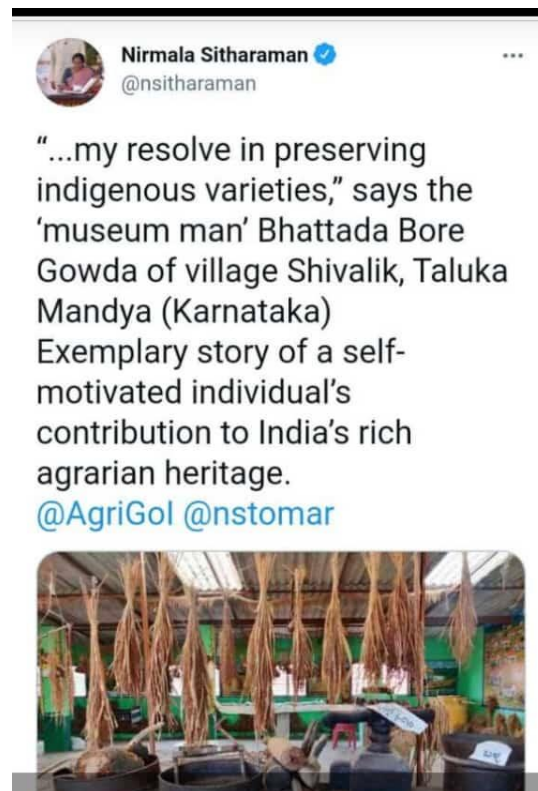 Nirmala Sitharaman
@nsitharaman
“...my resolve in preserving
indigenous varieties,” says the
‘museum man’ Bhattada Bore
Gowda of village Shivalik, Taluka
Mandya (Karnataka)
Exemplary story of a self-
motivated individual’s
contribution to India’s rich
agrarian heritage.
@AgriGoI @nstomar